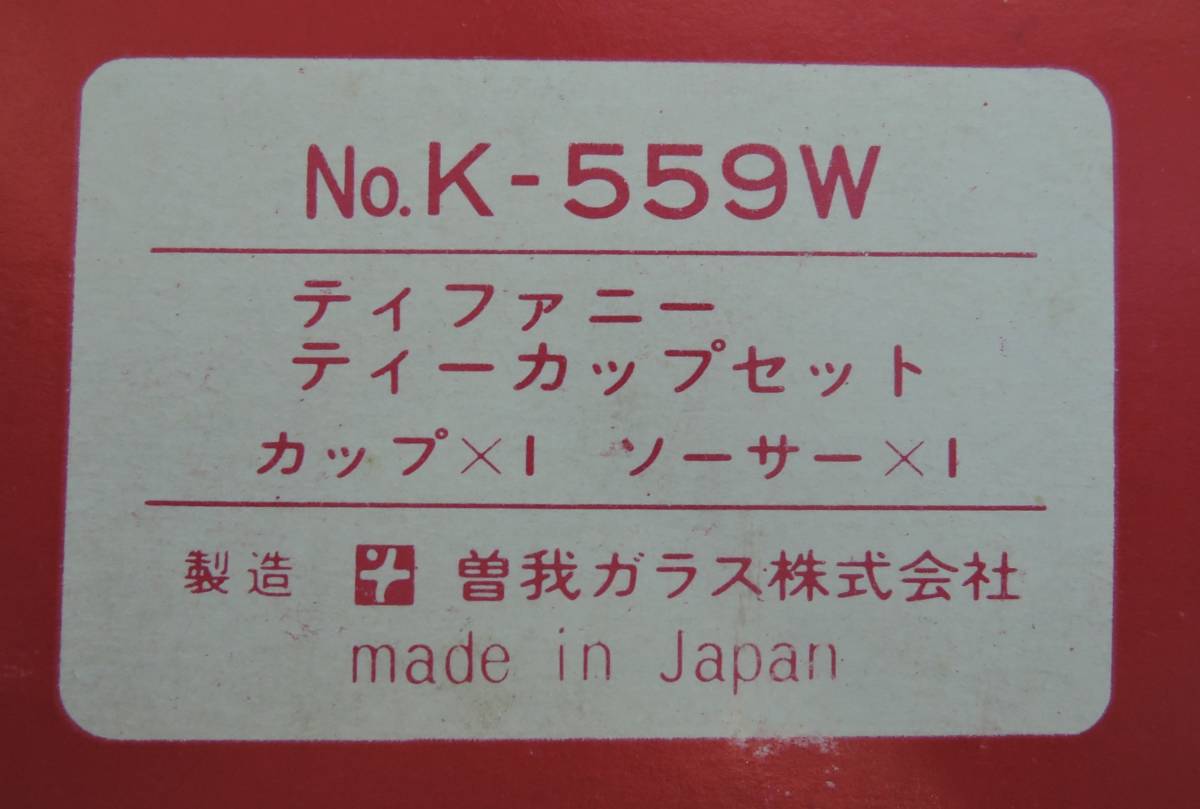 No.K-559W
ティファニー
ティーカップセット
カップ×1 ソーサー×1
製造 曽我ガラス株式会社
made in Japan